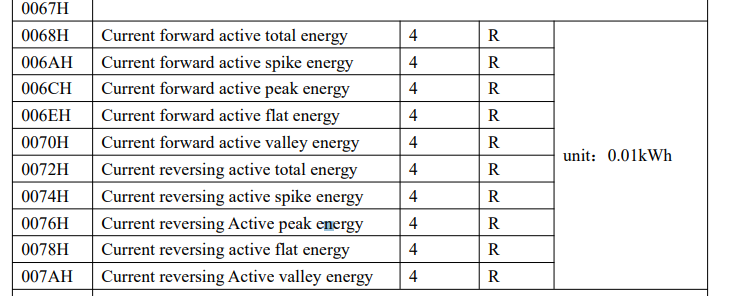 0067H
0068H Current forward active total energy 4 R
006AH Current forward active spike energy 4 R
006CH Current forward active peak energy 4 R
006EH Current forward active flat energy 4 R
0070H Current forward active valley energy 4 R
unit：0.01kWh
0072H Current reversing active total energy 4 R
0074H Current reversing active spike energy 4 R
0076H Current reversing Active peak energy 4 R
0078H Current reversing active flat energy 4 R
007AH Current reversing Active valley energy 4 R